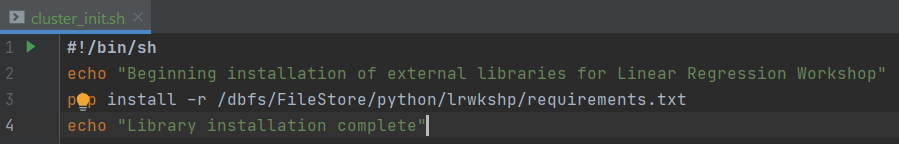 cluster_init.sh
1 #!/bin/sh
2 echo "Beginning installation of external libraries for Linear Regression Workshop"
3 install -r /dbfs/FileStore/python/lrwkshp/requirements.txt
4 echo "Library installation complete"